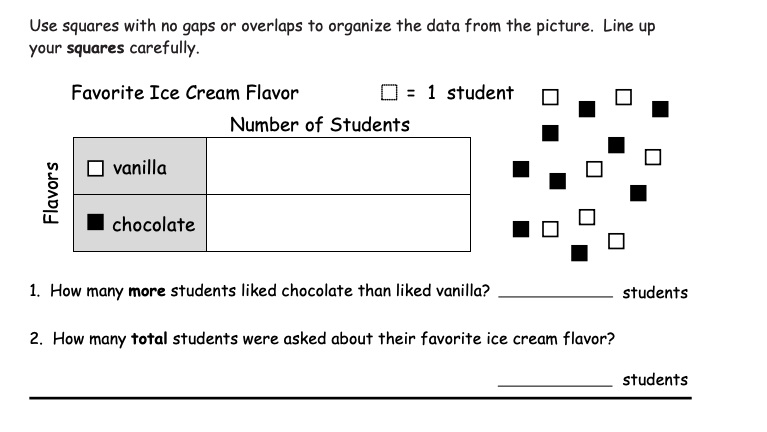 Use squares with no gaps or overlaps to organize the data from the picture. Line up
your squares carefully.
Favorite Ice Cream Flavor = 1 student
Number of Students
Flavors
vanilla
chocolate
1. How many more students liked chocolate than liked vanilla? __________ students
2. How many total students were asked about their favorite ice cream flavor?
__________ students